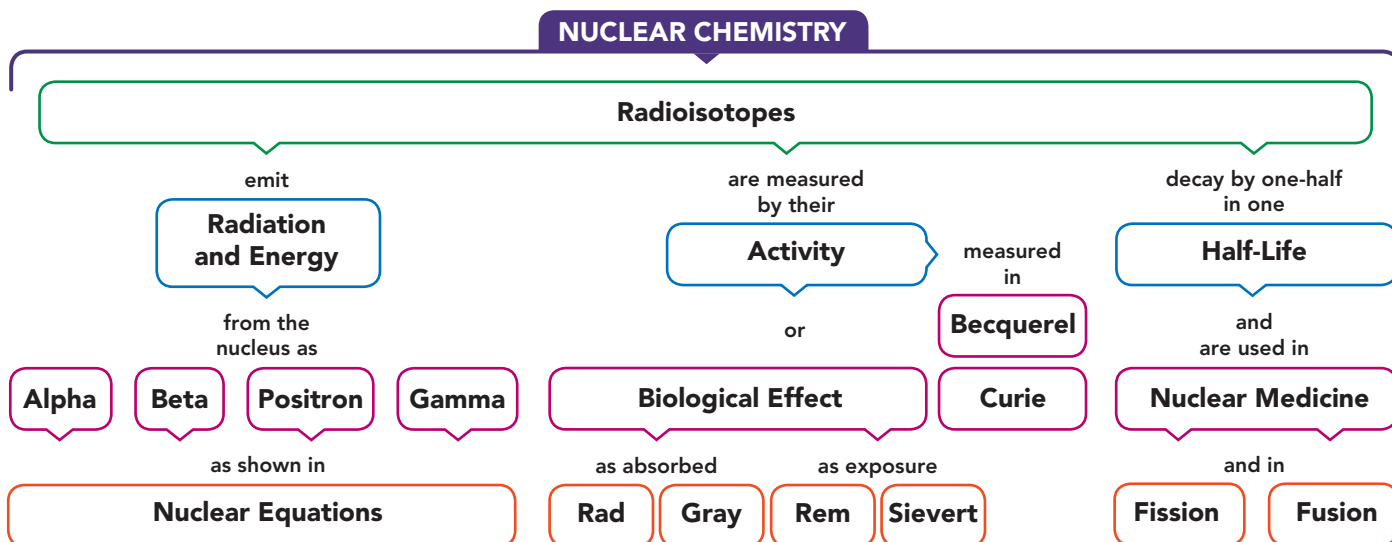 NUCLEAR CHEMISTRY
Radioisotopes
emit
Radiation
and Energy
from the
nucleus as
Alpha
Beta
Positron
Gamma
as shown in
Nuclear Equations
are measured
by their
Activity
measured
in
Becquerel
Curie
or
Biological Effect
as absorbed
Rad
Gray
as exposure
Rem
Sievert
decay by one-half
in one
Half-Life
and
are used in
Nuclear Medicine
and in
Fission
Fusion